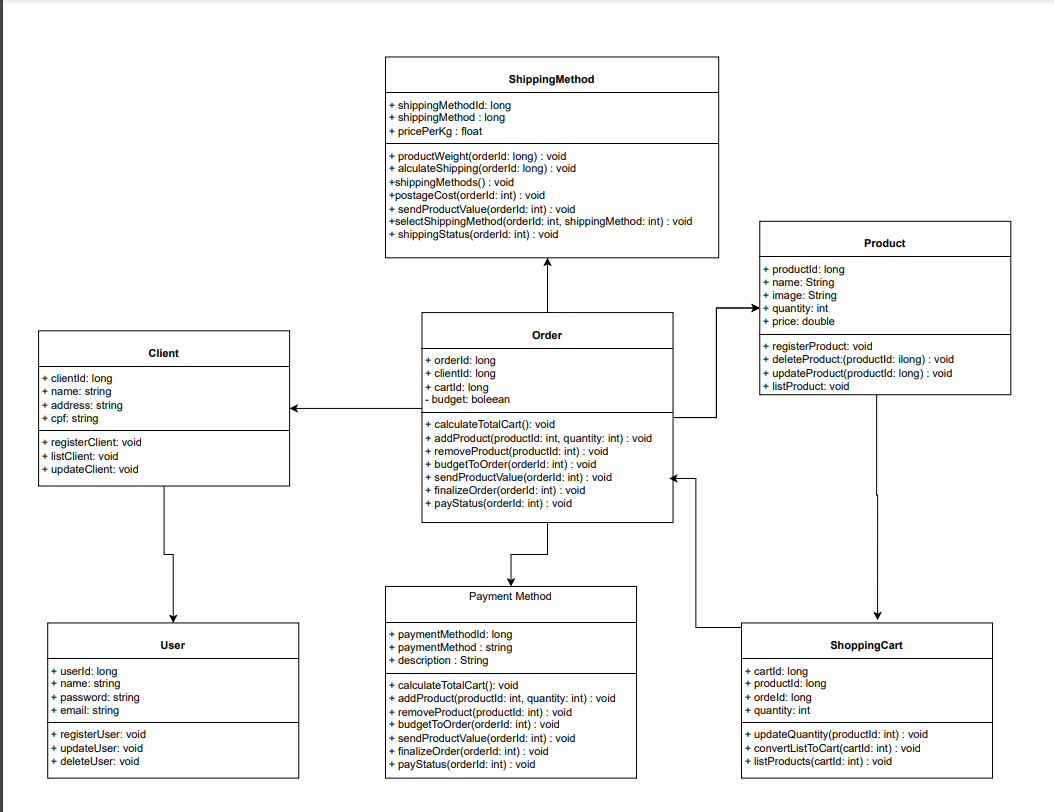 ShippingMethod
+ shippingMethodId: long
+ shippingMethod : long
+ pricePerKg : float
+ productWeight(orderId: long) : void
+ alculateShipping(orderId: long) : void
+shippingMethods() : void
+postageCost(orderId: int) : void
+ sendProductValue(orderId: int) : void
+selectShippingMethod(orderId: int, shippingMethod: int) : void
+ shippingStatus(orderId: int) : void
Product
+ productId: long
+ name: String
+ image: String
+ quantity: int
+ price: double
+ registerProduct: void
+ deleteProduct:(productId: ilong) : void
+ updateProduct(productId: long) : void
+ listProduct: void
Order
+ orderId: long
+ clientId: long
+ cartId: long
- budget: boleean
+ calculateTotalCart(): void
+ addProduct(productId: int, quantity: int) : void
+ removeProduct(productId: int) : void
+ budgetToOrder(orderId: int) : void
+ sendProductValue(orderId: int) : void
+ finalizeOrder(orderId: int) : void
+ payStatus(orderId: int) : void
Client
+ clientId: long
+ name: string
+ address: string
+ cpf: string
+ registerClient: void
+ listClient: void
+ updateClient: void
User
+ userId: long
+ name: string
+ password: string
+ email: string
+ registerUser: void
+ updateUser: void
+ deleteUser: void
Payment Method
+ paymentMethodId: long
+ paymentMethod : string
+ description : String
+ calculateTotalCart(): void
+ addProduct(productId: int, quantity: int) : void
+ removeProduct(productId: int) : void
+ budgetToOrder(orderId: int) : void
+ sendProductValue(orderId: int) : void
+ finalizeOrder(orderId: int) : void
+ payStatus(orderId: int) : void
ShoppingCart
+ cartId: long
+ productId: long
+ ordeId: long
+ quantity: int
+ updateQuantity(productId: int) : void
+ convertListToCart(cartId: int) : void
+ listProducts(cartId: int) : void